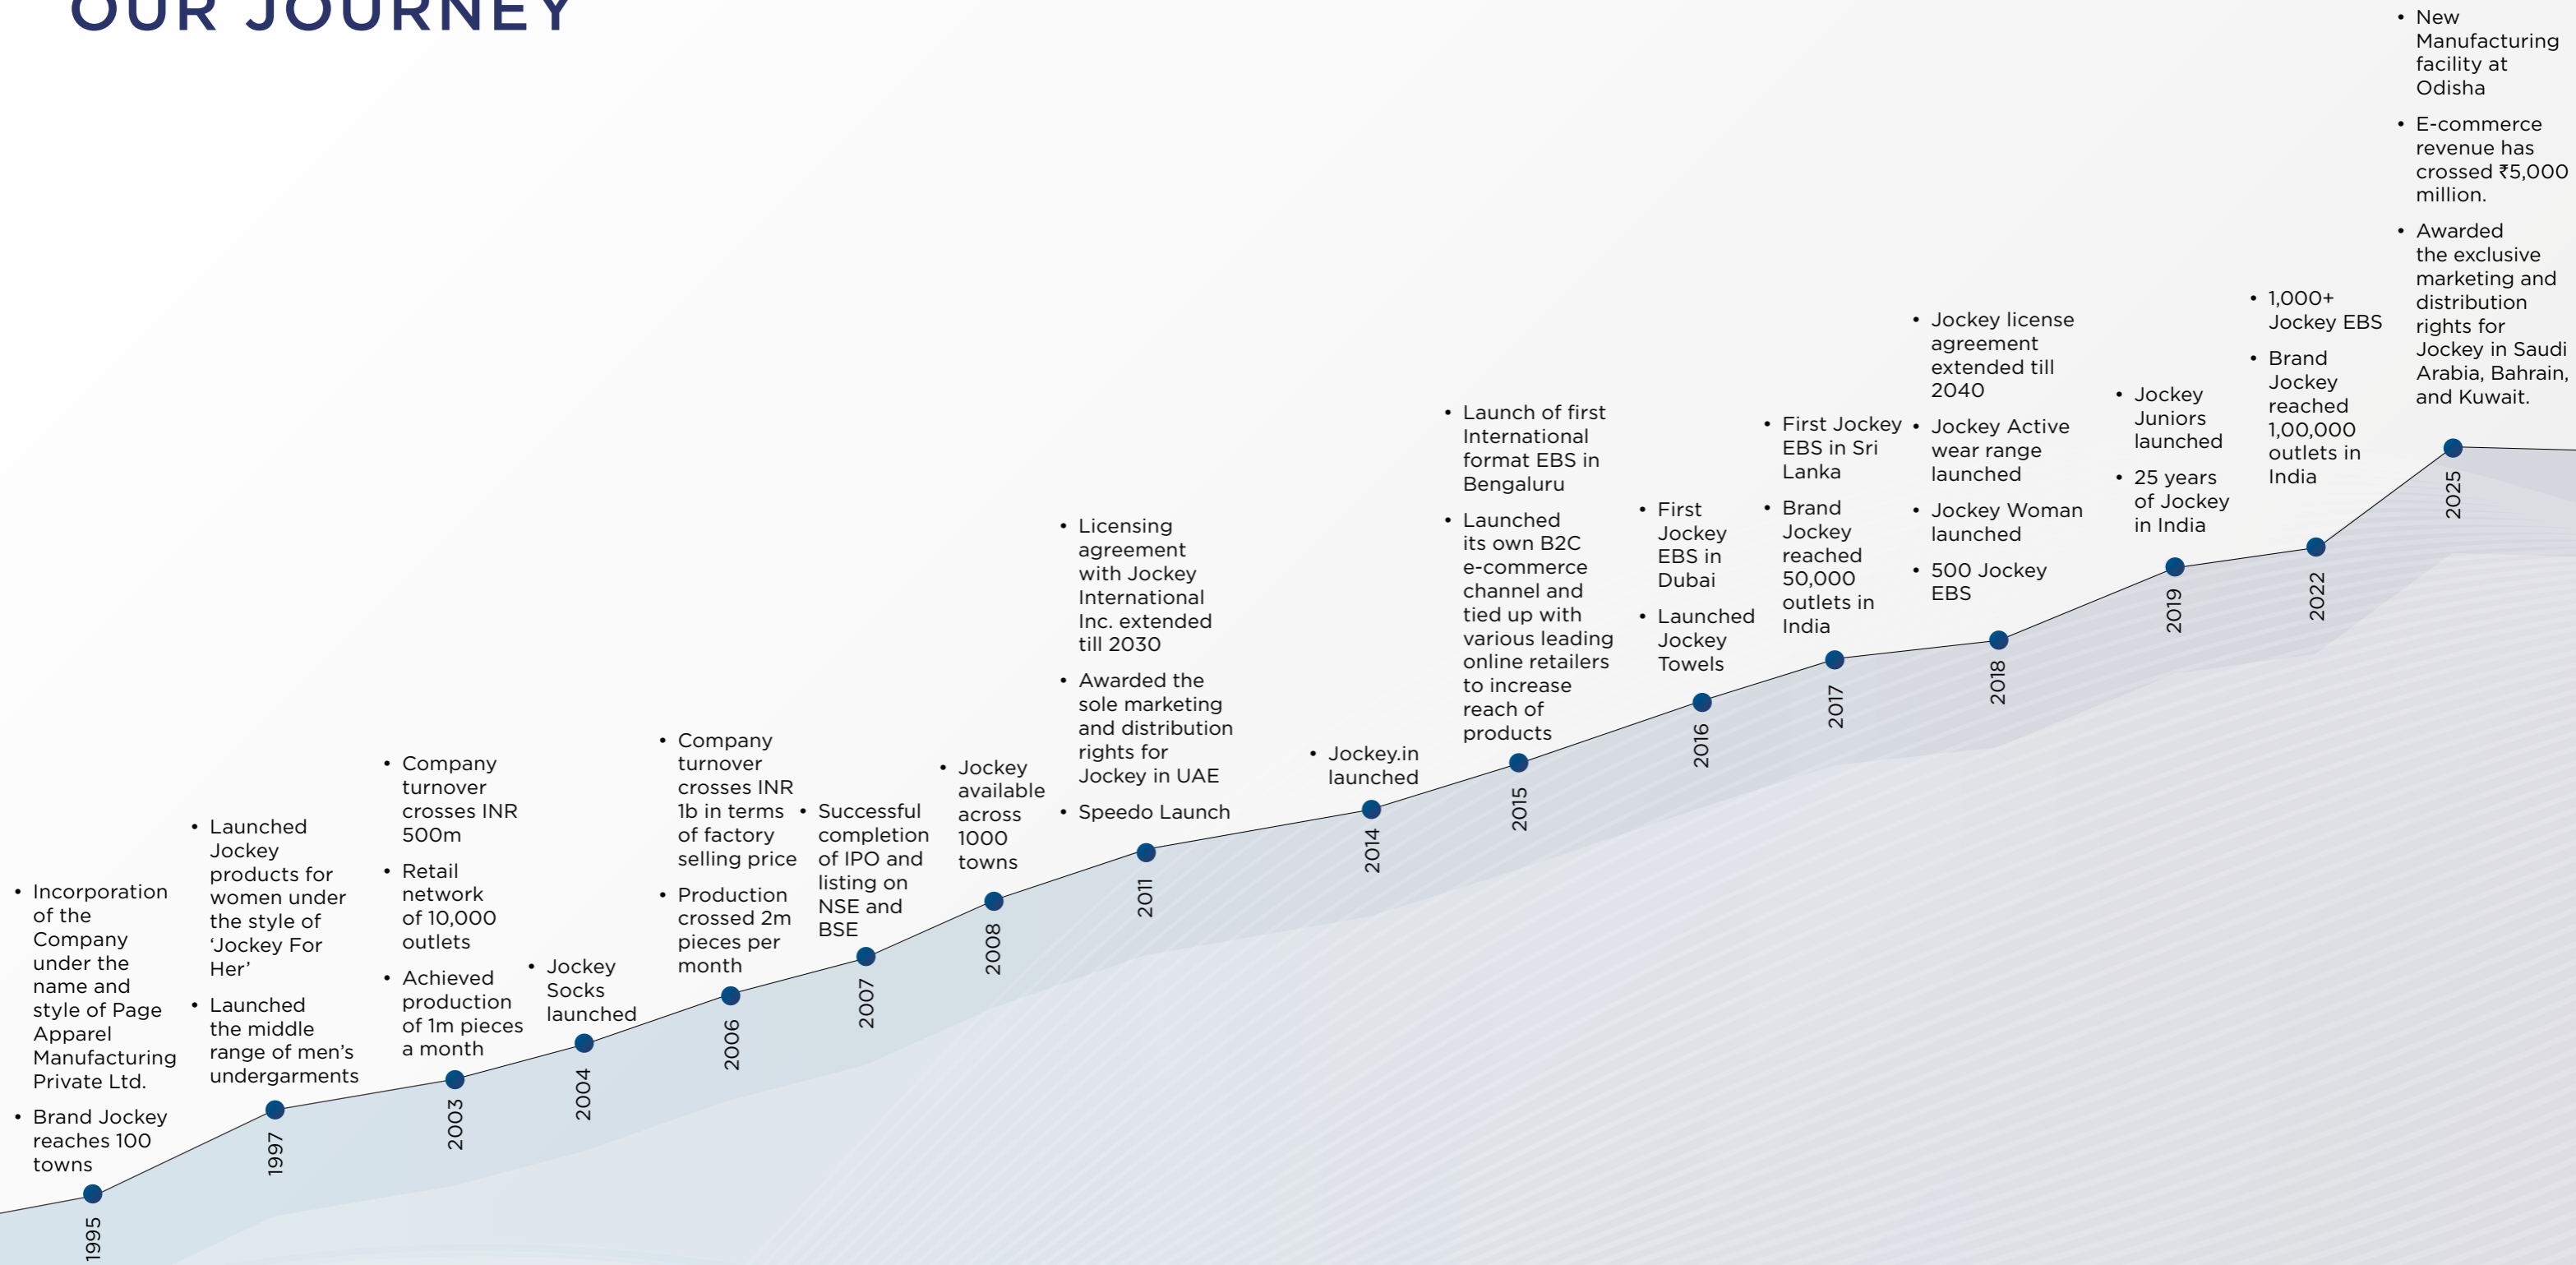 OUR JOURNEY
• Incorporation
of the
Company
under the
name and
style of Page
Apparel
Manufacturing
Private Ltd.
• Brand Jockey
reaches 100
towns
1995
• Launched
Jockey
products for
women under
the style of
‘Jockey For
Her’
• Launched
the middle
range of men’s
undergarments
1997
• Company
turnover
crosses INR
500m
• Retail
network
of 10,000
outlets
• Achieved
production
of 1m pieces
a month
2003
• Jockey
Socks
launched
2004
• Company
turnover
crosses INR
1b in terms
of factory
selling price
• Production
crossed 2m
pieces per
month
2006
• Successful
completion
of IPO and
listing on
NSE and
BSE
2007
• Jockey
available
across
1000
towns
2008
• Licensing
agreement
with Jockey
International
Inc. extended
till 2030
• Awarded the
sole marketing
and distribution
rights for
Jockey in UAE
• Speedo Launch
2011
• Jockey.in
launched
2014
• Launch of first
International
format EBS in
Bengaluru
• Launched
its own B2C
e-commerce
channel and
tied up with
various leading
online retailers
to increase
reach of
products
2015
• First
Jockey
EBS in
Dubai
• Launched
Jockey
Towels
2016
• First Jockey
EBS in Sri
Lanka
• Brand
Jockey
reached
50,000
outlets in
India
2017
• Jockey license
agreement
extended till
2040
• Jockey Active
wear range
launched
• Jockey Woman
launched
• 500 Jockey
EBS
2018
• Jockey
Juniors
launched
• 25 years
of Jockey
in India
2019
• 1,000+
Jockey EBS
• Brand
Jockey
reached
1,00,000
outlets in
India
2022
• New
Manufacturing
facility at
Odisha
• E-commerce
revenue has
crossed ₹5,000
million.
• Awarded
the exclusive
marketing and
distribution
rights for
Jockey in Saudi
Arabia, Bahrain,
and Kuwait.
2025